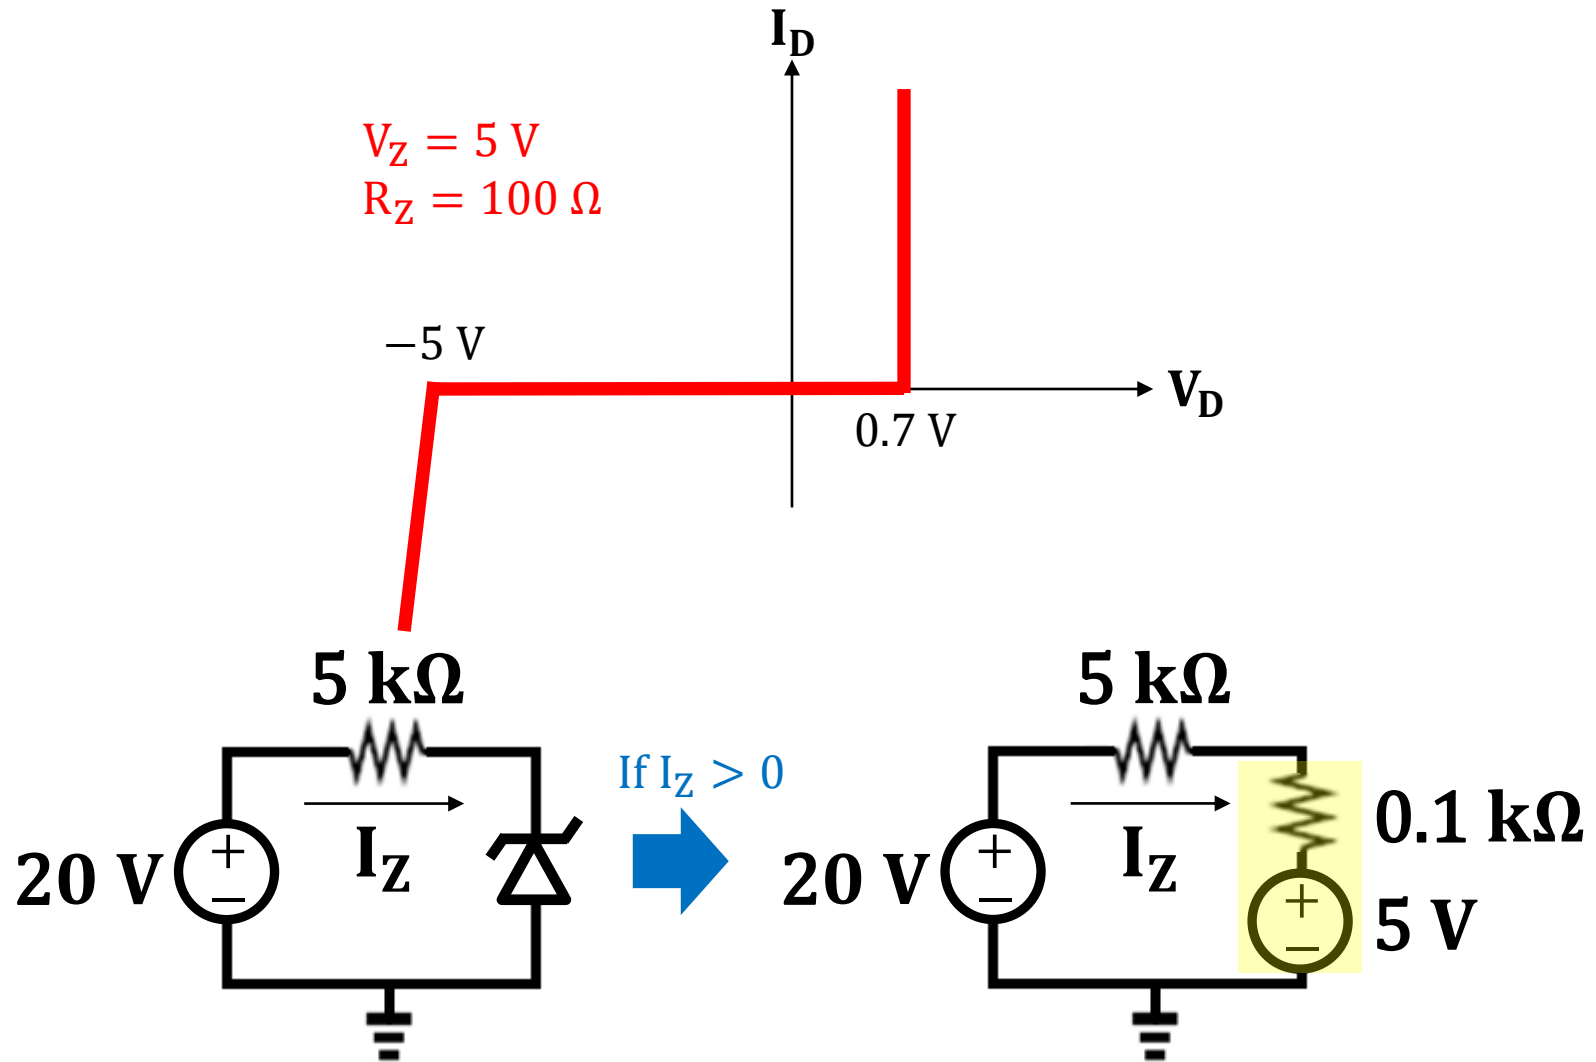 I_D
V_Z = 5 V
R_Z = 100 Ω
−5 V
V_D
0.7 V
5 kΩ
5 kΩ
If I_Z > 0
0.1 kΩ
20 V
+
−
I_Z
20 V
+
−
I_Z
+
−
5 V